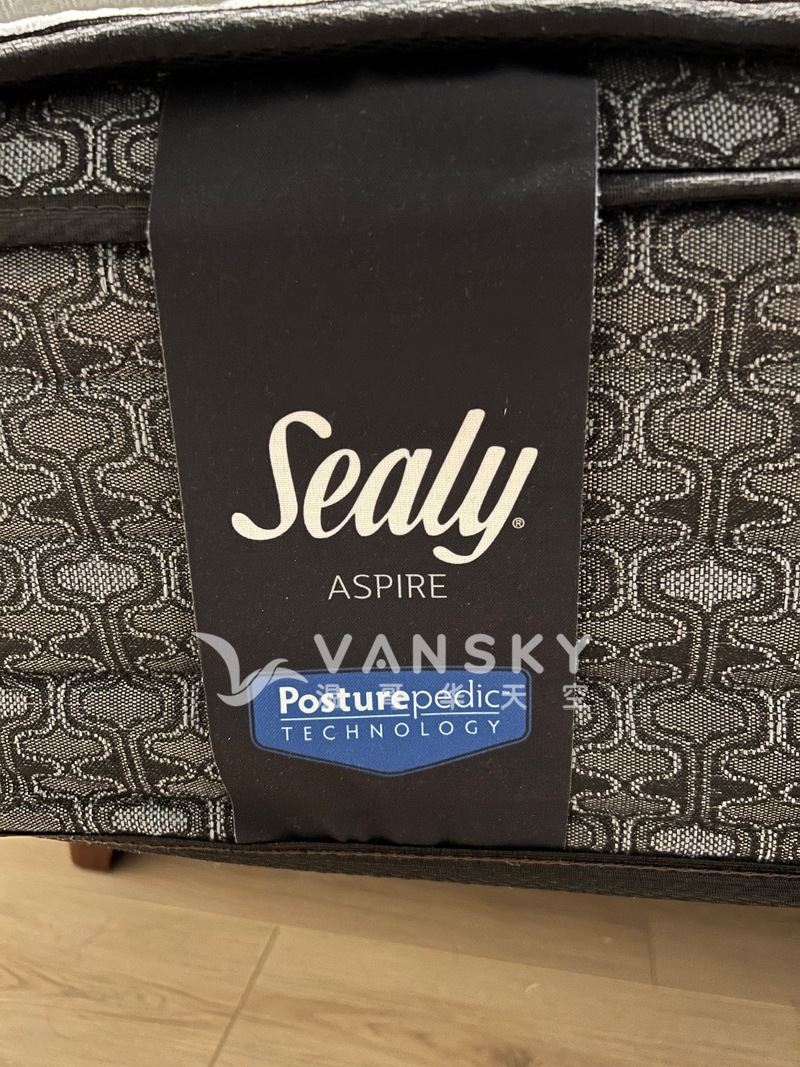 Sealy®
ASPIRE
VANSKY
温哥华天空
Posturepedic
TECHNOLOGY